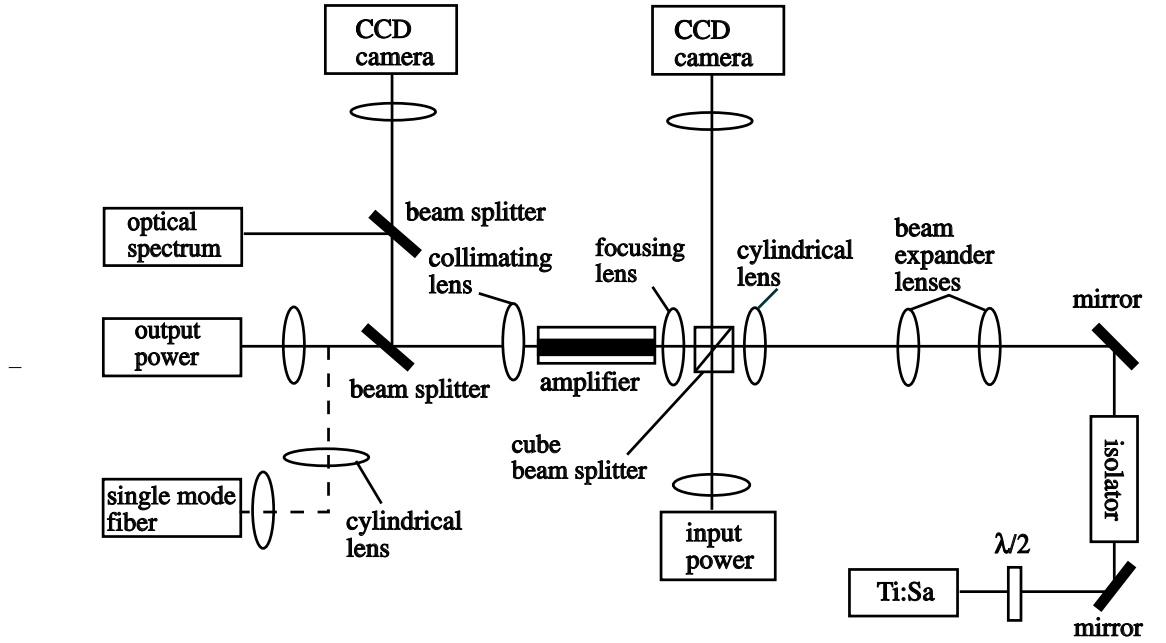 CCD
camera
CCD
camera
beam splitter
optical
spectrum
collimating
lens
focusing
lens
cylindrical
lens
beam
expander
lenses
mirror
output
power
beam splitter
amplifier
cube
beam splitter
isolator
single mode
fiber
cylindrical
lens
input
power
λ/2
Ti:Sa
mirror